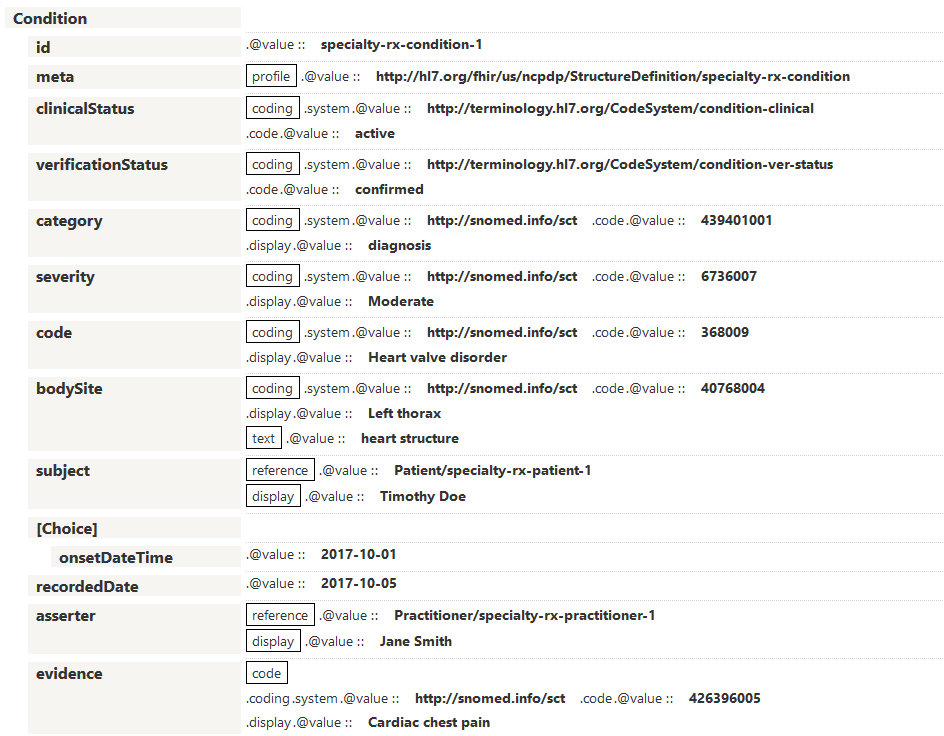 Condition
id .@value :: specialty-rx-condition-1
meta profile .@value :: http://hl7.org/fhir/us/ncpdp/StructureDefinition/specialty-rx-condition
clinicalStatus coding .system.@value :: http://terminology.hl7.org/CodeSystem/condition-clinical
.code.@value :: active
verificationStatus coding .system.@value :: http://terminology.hl7.org/CodeSystem/condition-ver-status
.code.@value :: confirmed
category coding .system.@value :: http://snomed.info/sct .code.@value :: 439401001
.display.@value :: diagnosis
severity coding .system.@value :: http://snomed.info/sct .code.@value :: 6736007
.display.@value :: Moderate
code coding .system.@value :: http://snomed.info/sct .code.@value :: 368009
.display.@value :: Heart valve disorder
bodySite coding .system.@value :: http://snomed.info/sct .code.@value :: 40768004
.display.@value :: Left thorax
text .@value :: heart structure
subject reference .@value :: Patient/specialty-rx-patient-1
display .@value :: Timothy Doe
[Choice]
onsetDateTime .@value :: 2017-10-01
recordedDate .@value :: 2017-10-05
asserter reference .@value :: Practitioner/specialty-rx-practitioner-1
display .@value :: Jane Smith
evidence code
.coding.system.@value :: http://snomed.info/sct .code.@value :: 426396005
.display.@value :: Cardiac chest pain